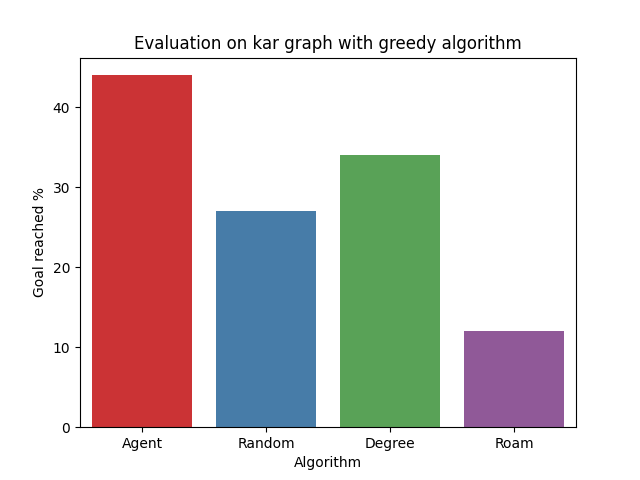 Evaluation on kar graph with greedy algorithm
Goal reached %
40
30
20
10
0
Agent Random Degree Roam
Algorithm